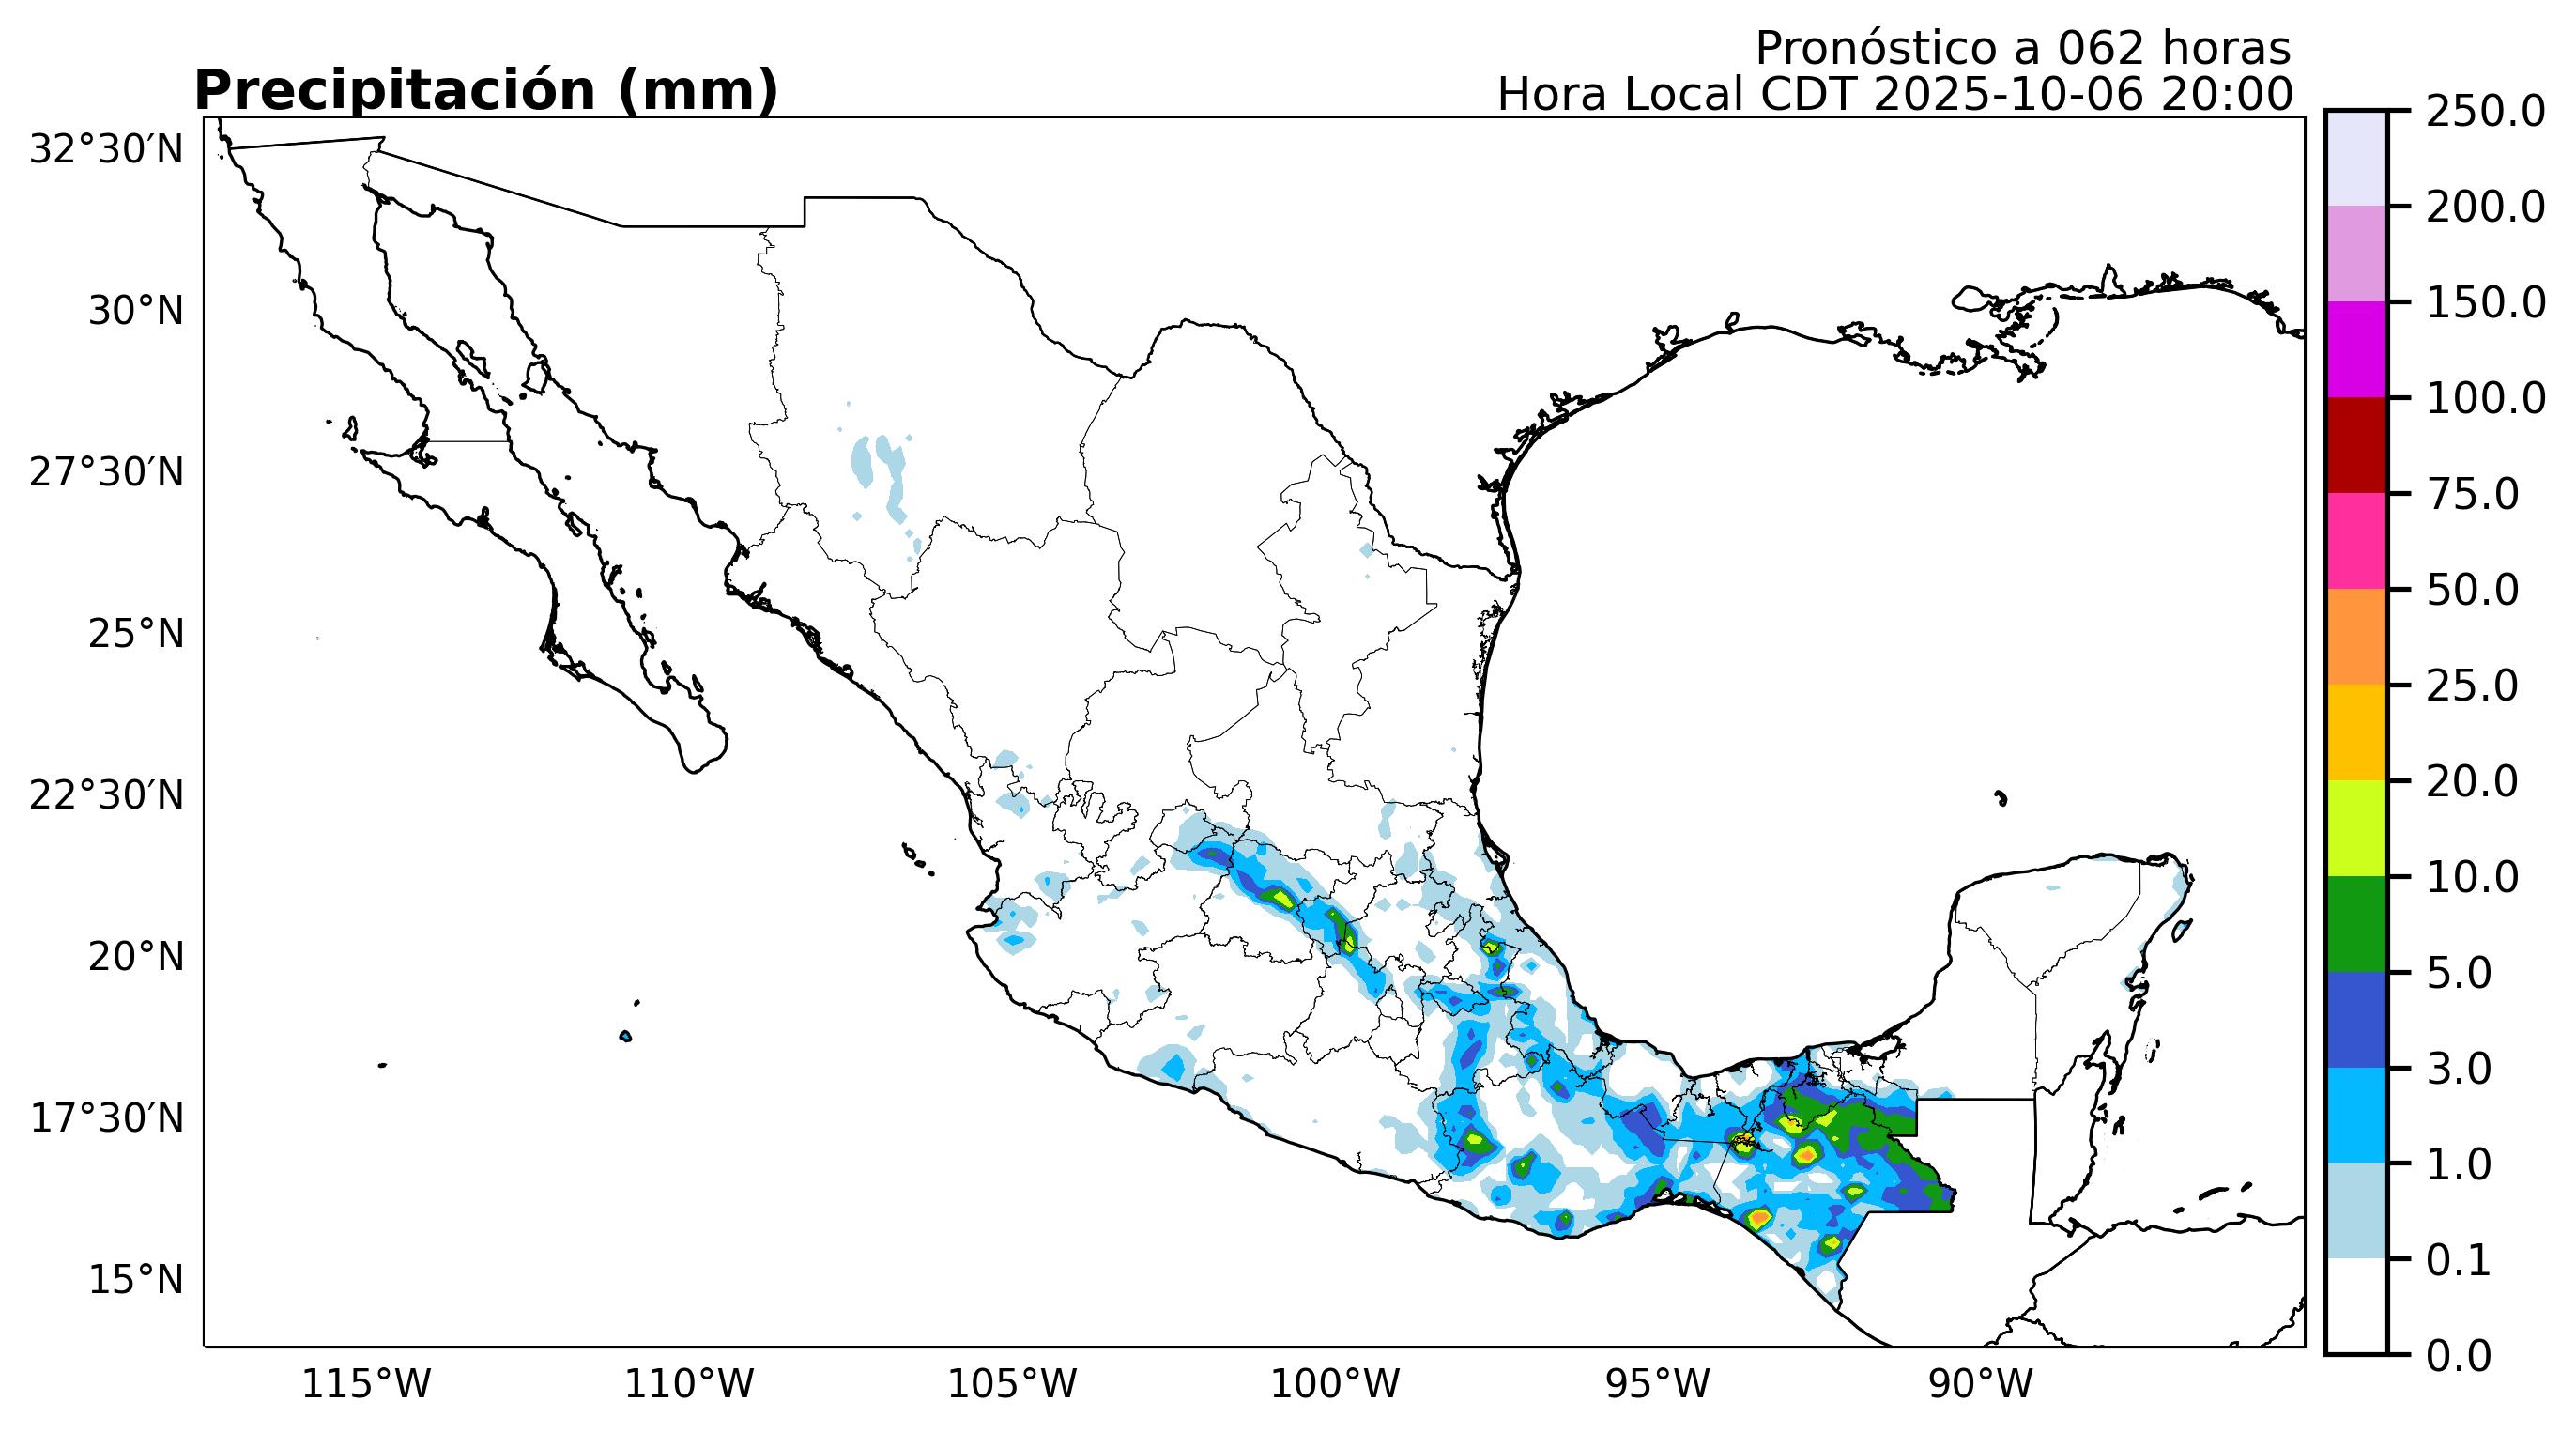 Pronóstico a 062 horas
Precipitación (mm)
Hora Local CDT 2025-10-06 20:00
32°30′N
30°N
27°30′N
25°N
22°30′N
20°N
17°30′N
15°N
115°W
110°W
105°W
100°W
95°W
90°W
250.0
200.0
150.0
100.0
75.0
50.0
25.0
20.0
10.0
5.0
3.0
1.0
0.1
0.0